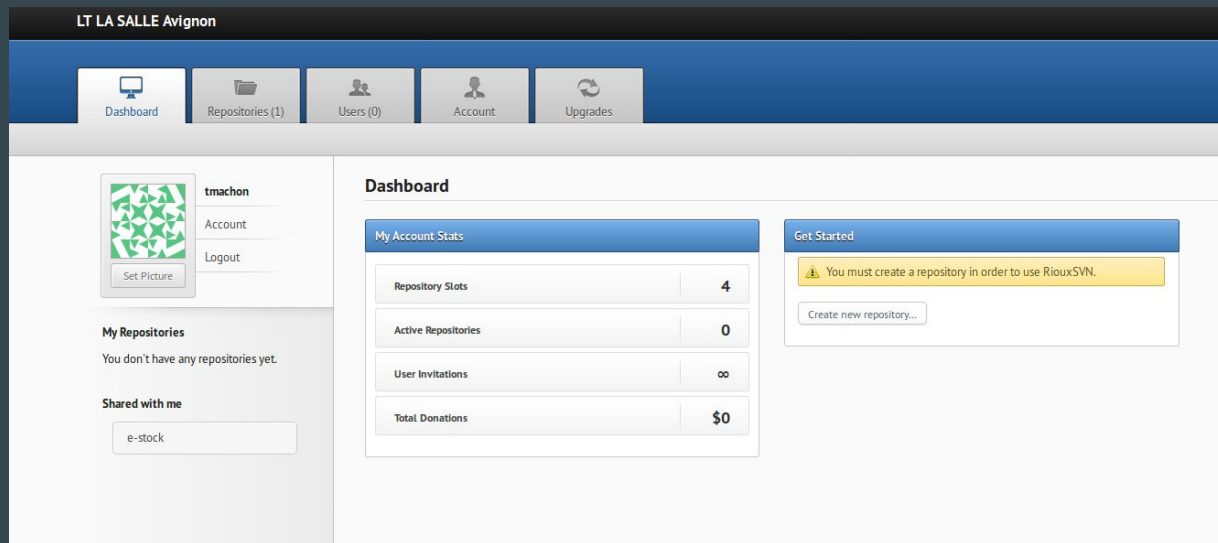 LT LA SALLE Avignon
Dashboard
Repositories (1)
Users (0)
Account
Upgrades
tmachon
Account
Logout
Set Picture
My Repositories
You don't have any repositories yet.
Shared with me
e-stock
Dashboard
My Account Stats
Repository Slots 4
Active Repositories 0
User Invitations ∞
Total Donations $0
Get Started
You must create a repository in order to use RiouxSVN.
Create new repository...